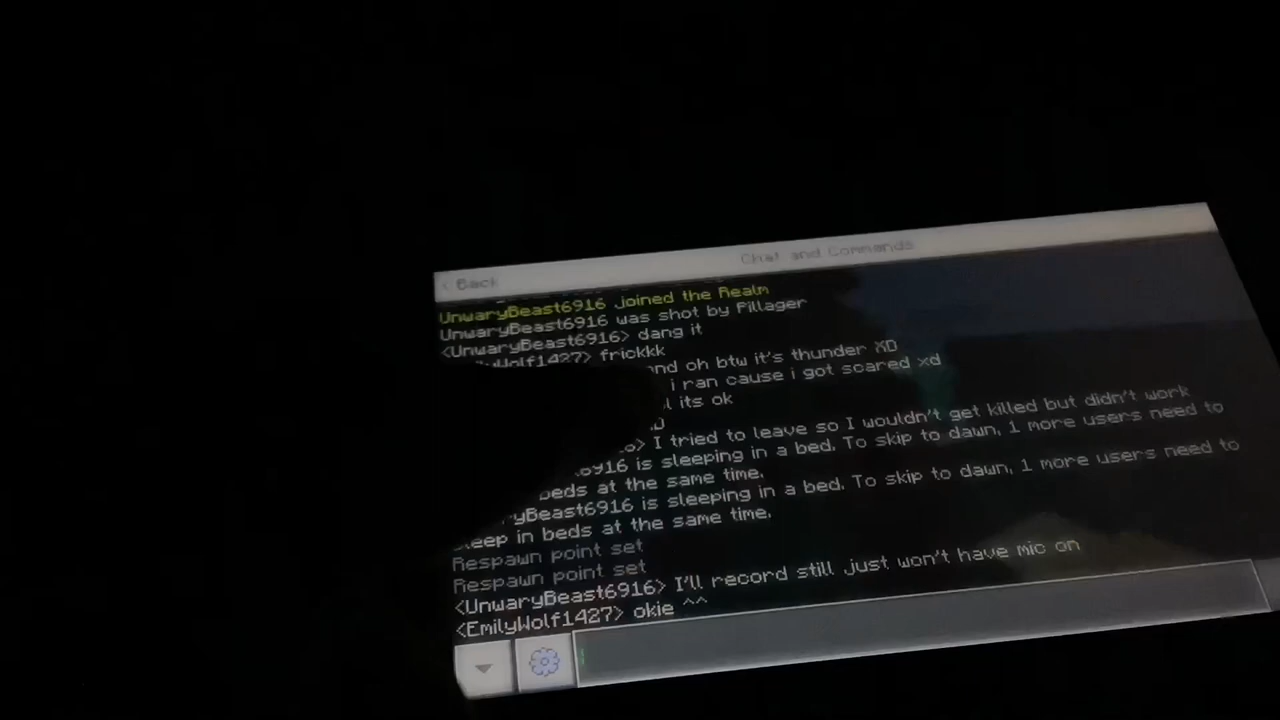 < Back
Chat and Commands
UnwaryBeast6916 joined the Realm
UnwaryBeast6916 was shot by Pillager
<UnwaryBeast6916> dang it
Wolf1427> frickkk
and oh btw it's thunder XD
i ran cause i got scared xd
its ok
I tried to leave so I wouldn't get killed but didn't work
6916 is sleeping in a bed. To skip to dawn, 1 more users need to
beds at the same time.
yBeast6916 is sleeping in a bed. To skip to dawn, 1 more users need to
sleep in beds at the same time.
Respawn point set
Respawn point set
<UnwaryBeast6916> I'll record still just won't have mic on
<EmilyWolf1427> okie ^^